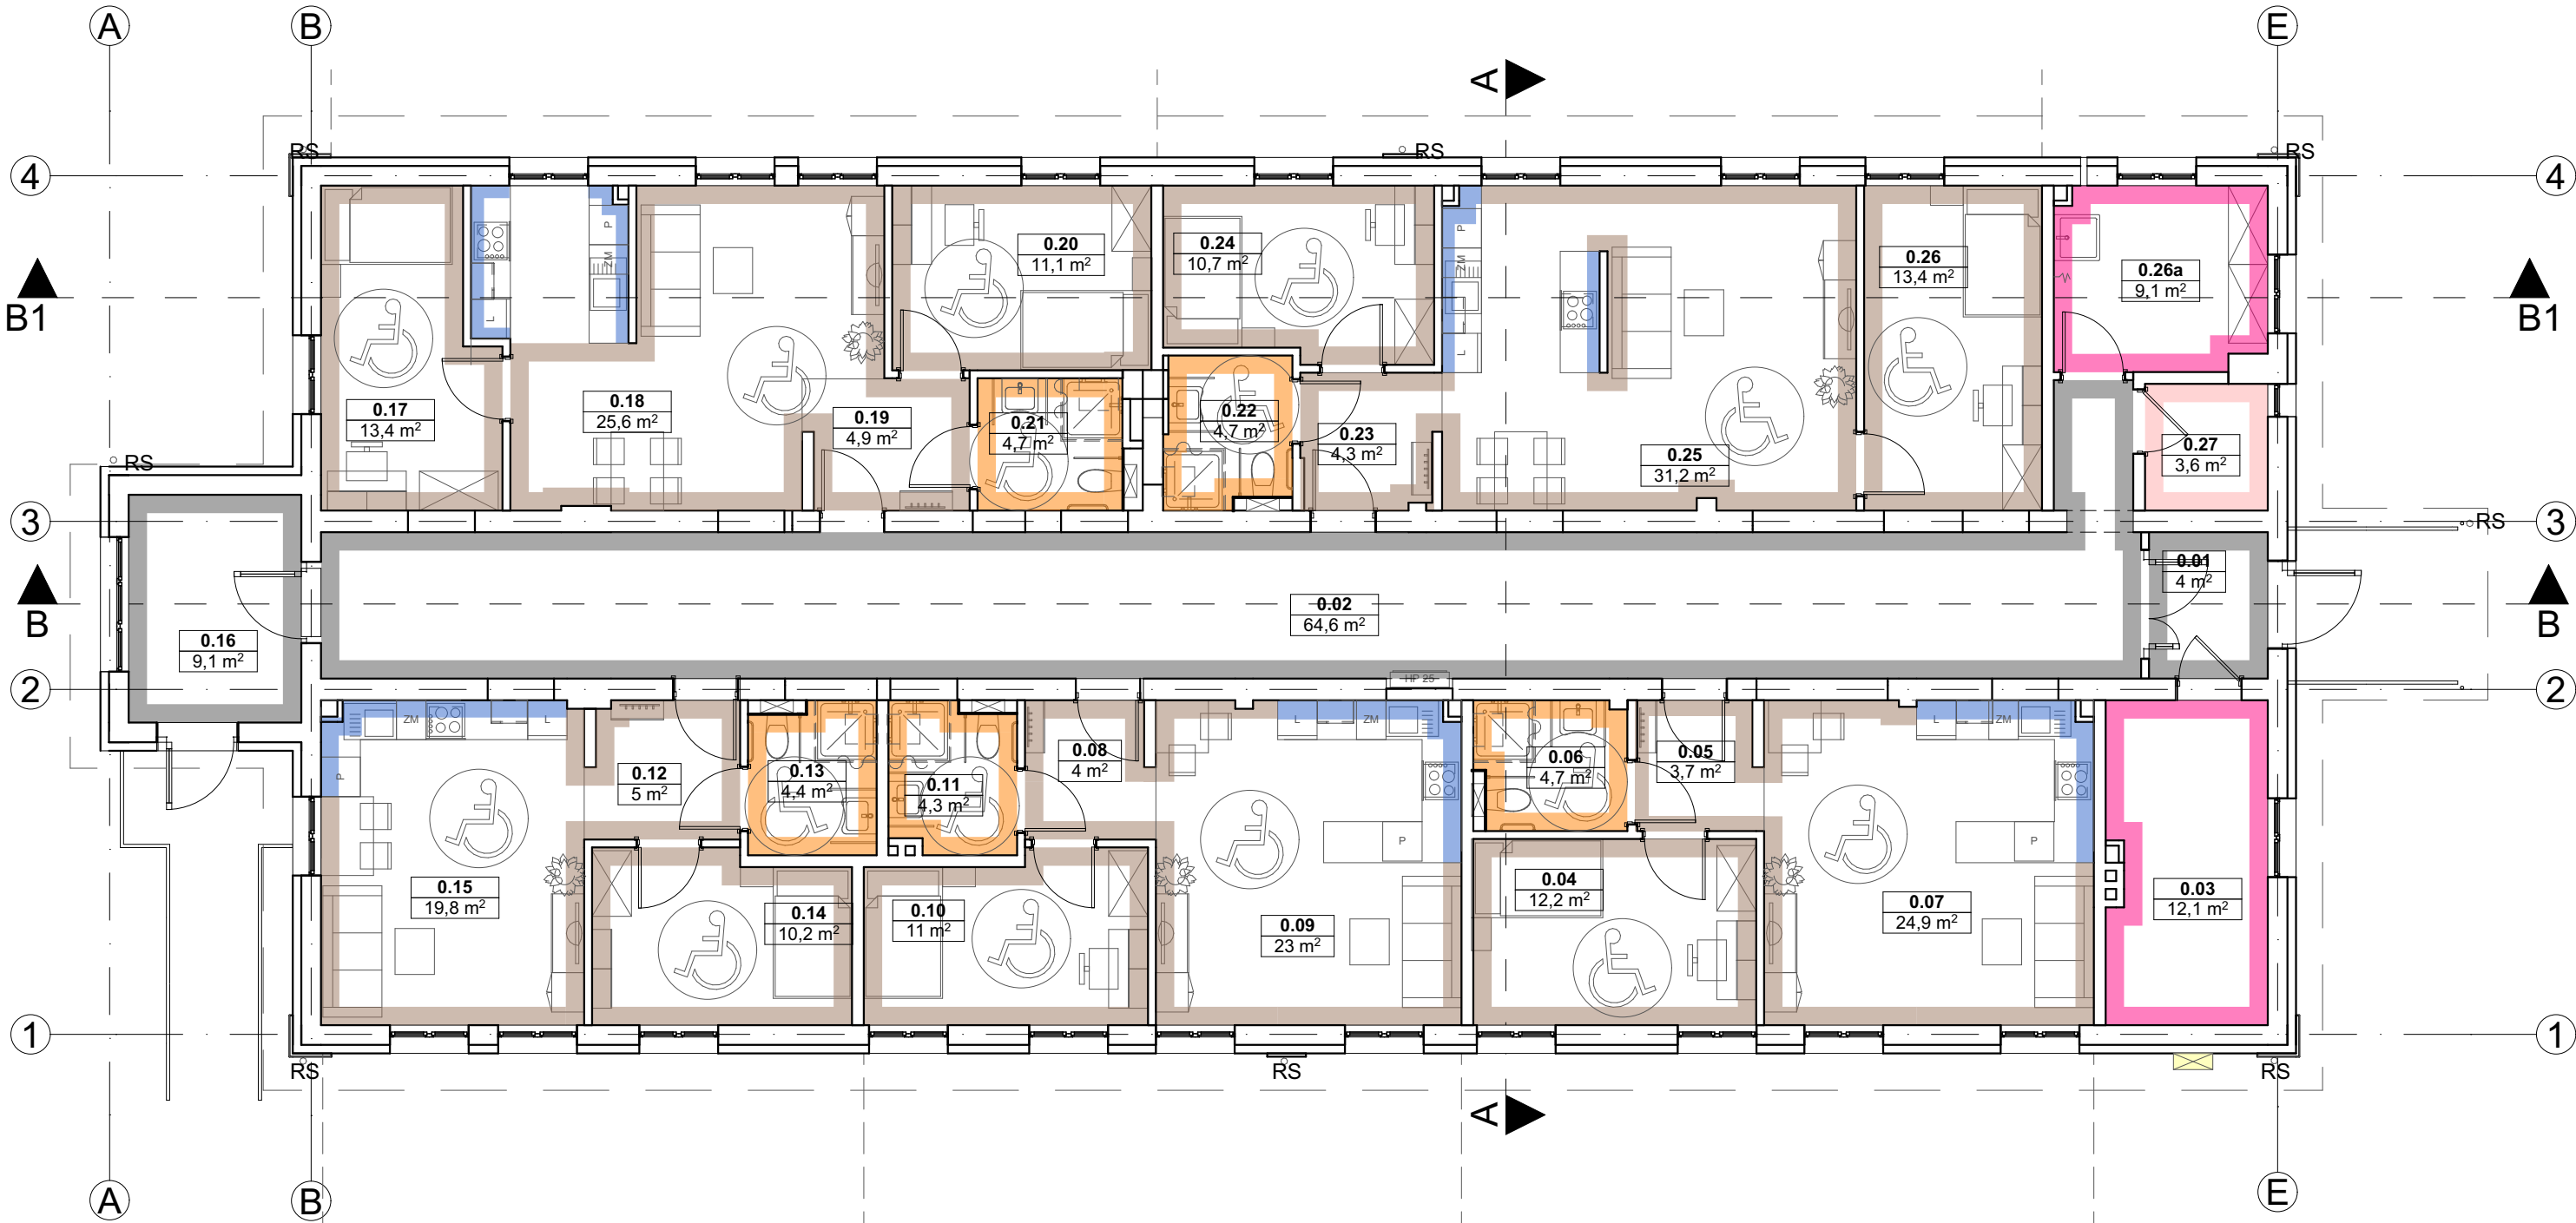 A
B
E
A
RS
RS
RS
4
4
0.20
11,1 m²
0.24
10,7 m²
P
P
ZM
ZM
L
L
0.26
13,4 m²
0.26a
9,1 m²
B1
B1
0.17
13,4 m²
0.18
25,6 m²
0.19
4,9 m²
0.21
4,7 m²
0.22
4,7 m²
0.23
4,3 m²
0.25
31,2 m²
0.27
3,6 m²
RS
RS
3
3
0.01
4 m²
0.02
64,6 m²
B
B
0.16
9,1 m²
HP 25
2
2
ZM
L
L
ZM
L
ZM
P
0.12
5 m²
0.13
4,4 m²
0.11
4,3 m²
0.08
4 m²
0.06
4,7 m²
0.05
3,7 m²
P
P
0.15
19,8 m²
0.14
10,2 m²
0.10
11 m²
0.09
23 m²
0.04
12,2 m²
0.07
24,9 m²
0.03
12,1 m²
1
1
RS
RS
RS
A
A
B
E